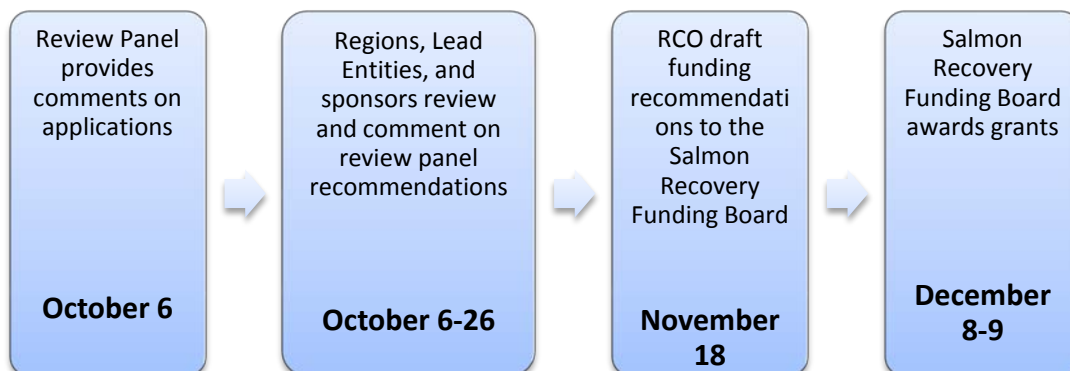 Review Panel
provides
comments on
applications
October 6
Regions, Lead
Entities, and
sponsors review
and comment on
review panel
recommendations
October 6-26
RCO draft
funding
recommendati
ons to the
Salmon
Recovery
Funding Board
November
18
Salmon
Recovery
Funding Board
awards grants
December
8-9